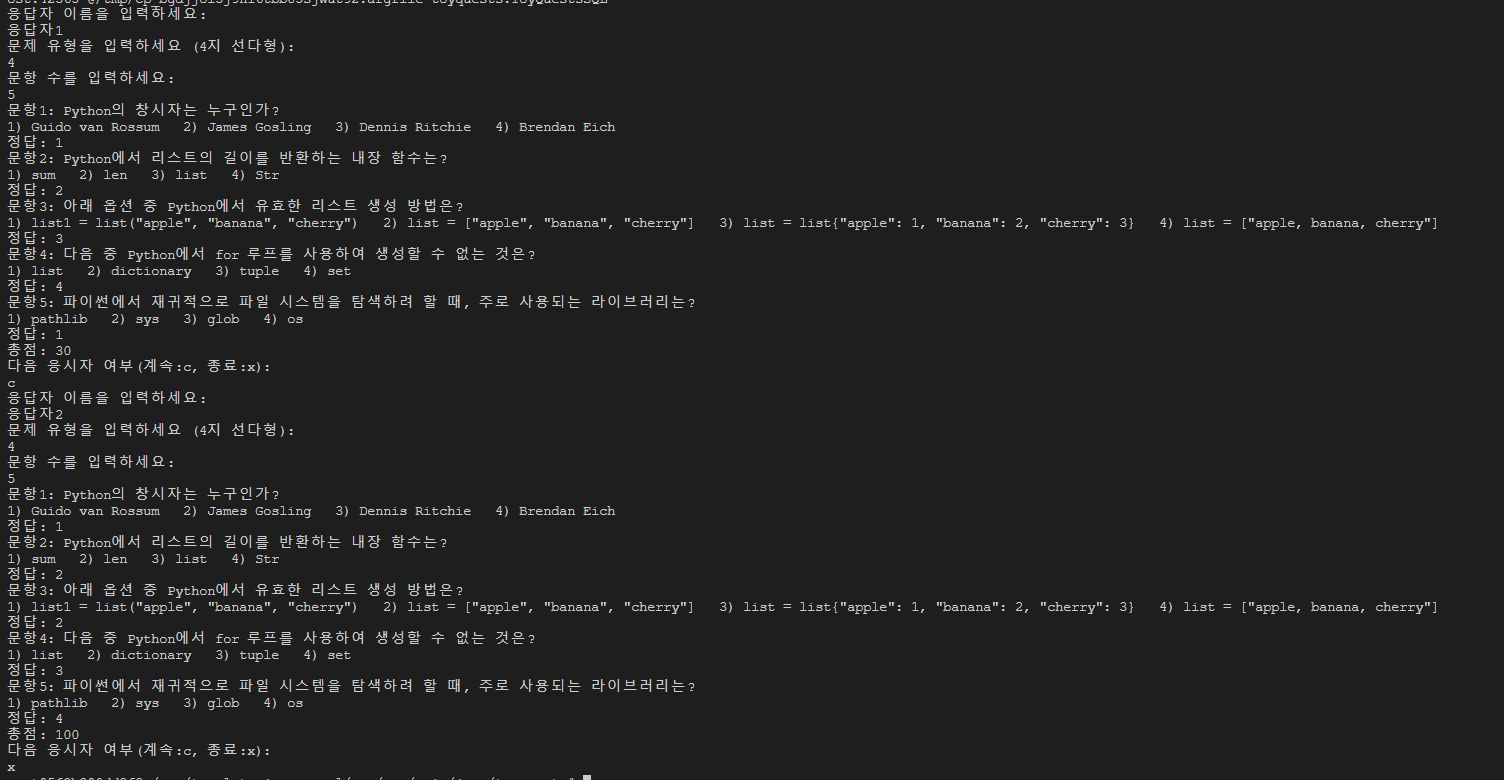 응답자 이름을 입력하세요:
응답자1
문제 유형을 입력하세요 (4지 선다형):
4
문항 수를 입력하세요:
5
문항1: Python의 창시자는 누구인가?
1) Guido van Rossum   2) James Gosling   3) Dennis Ritchie   4) Brendan Eich
정답: 1
문항2: Python에서 리스트의 길이를 반환하는 내장 함수는?
1) sum   2) len   3) list   4) Str
정답: 2
문항3: 아래 옵션 중 Python에서 유효한 리스트 생성 방법은?
1) list1 = list("apple", "banana", "cherry")   2) list = ["apple", "banana", "cherry"]   3) list = list{"apple": 1, "banana": 2, "cherry": 3}   4) list = ["apple, banana, cherry"]
정답: 3
문항4: 다음 중 Python에서 for 루프를 사용하여 생성할 수 없는 것은?
1) list   2) dictionary   3) tuple   4) set
정답: 4
문항5: 파이썬에서 재귀적으로 파일 시스템을 탐색하려 할 때, 주로 사용되는 라이브러리는?
1) pathlib   2) sys   3) glob   4) os
정답: 1
총점: 30
다음 응시자 여부(계속:c, 종료:x):
c
응답자 이름을 입력하세요:
응답자2
문제 유형을 입력하세요 (4지 선다형):
4
문항 수를 입력하세요:
5
문항1: Python의 창시자는 누구인가?
1) Guido van Rossum   2) James Gosling   3) Dennis Ritchie   4) Brendan Eich
정답: 1
문항2: Python에서 리스트의 길이를 반환하는 내장 함수는?
1) sum   2) len   3) list   4) Str
정답: 2
문항3: 아래 옵션 중 Python에서 유효한 리스트 생성 방법은?
1) list1 = list("apple", "banana", "cherry")   2) list = ["apple", "banana", "cherry"]   3) list = list{"apple": 1, "banana": 2, "cherry": 3}   4) list = ["apple, banana, cherry"]
정답: 2
문항4: 다음 중 Python에서 for 루프를 사용하여 생성할 수 없는 것은?
1) list   2) dictionary   3) tuple   4) set
정답: 3
문항5: 파이썬에서 재귀적으로 파일 시스템을 탐색하려 할 때, 주로 사용되는 라이브러리는?
1) pathlib   2) sys   3) glob   4) os
정답: 4
총점: 100
다음 응시자 여부(계속:c, 종료:x):
x